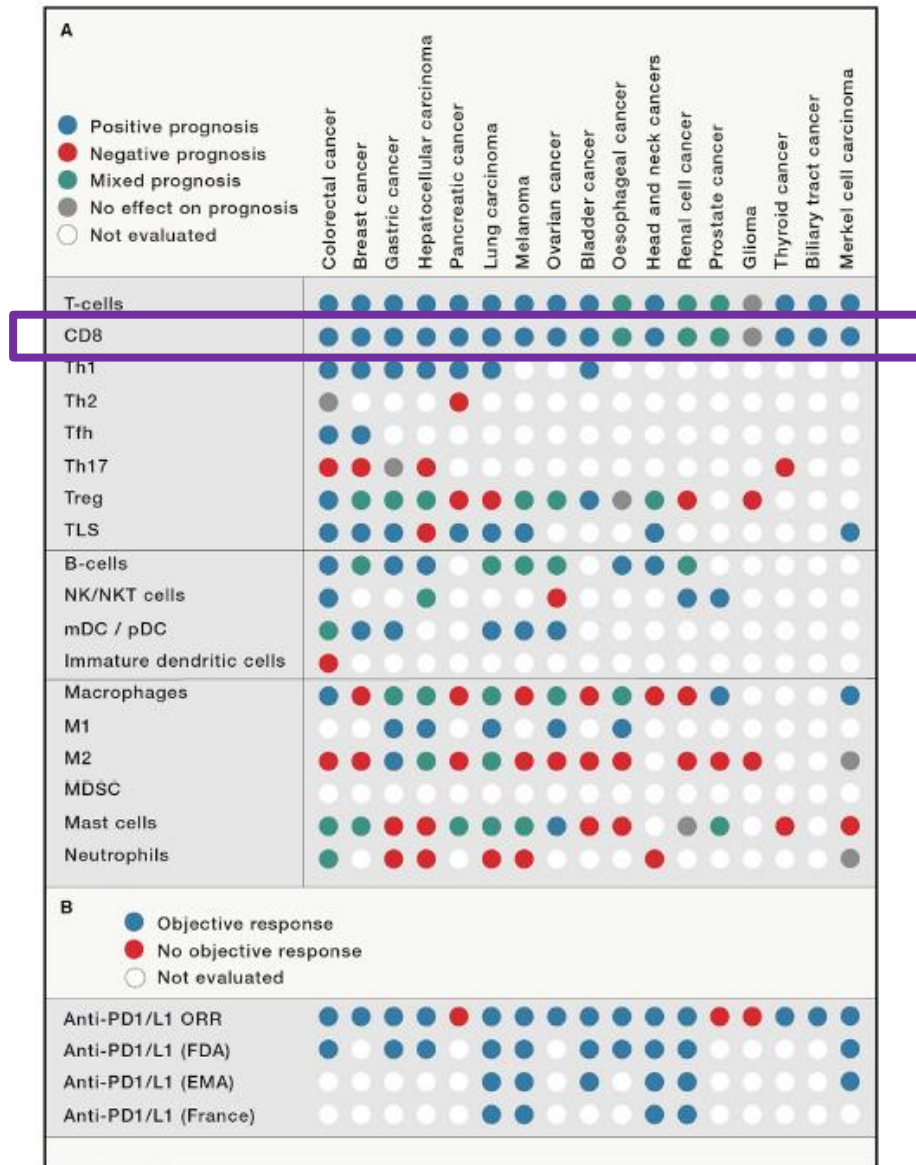 A
Positive prognosis
Negative prognosis
Mixed prognosis
No effect on prognosis
Not evaluated
Colorectal cancer
Breast cancer
Gastric cancer
Hepatocellular carcinoma
Pancreatic cancer
Lung carcinoma
Melanoma
Ovarian cancer
Bladder cancer
Oesophageal cancer
Head and neck cancers
Renal cell cancer
Prostate cancer
Glioma
Thyroid cancer
Biliary tract cancer
Merkel cell carcinoma
T-cells
CD8
Th1
Th2
Tfh
Th17
Treg
TLS
B-cells
NK/NKT cells
mDC / pDC
Immature dendritic cells
Macrophages
M1
M2
MDSC
Mast cells
Neutrophils
B
Objective response
No objective response
Not evaluated
Anti-PD1/L1 ORR
Anti-PD1/L1 (FDA)
Anti-PD1/L1 (EMA)
Anti-PD1/L1 (France)